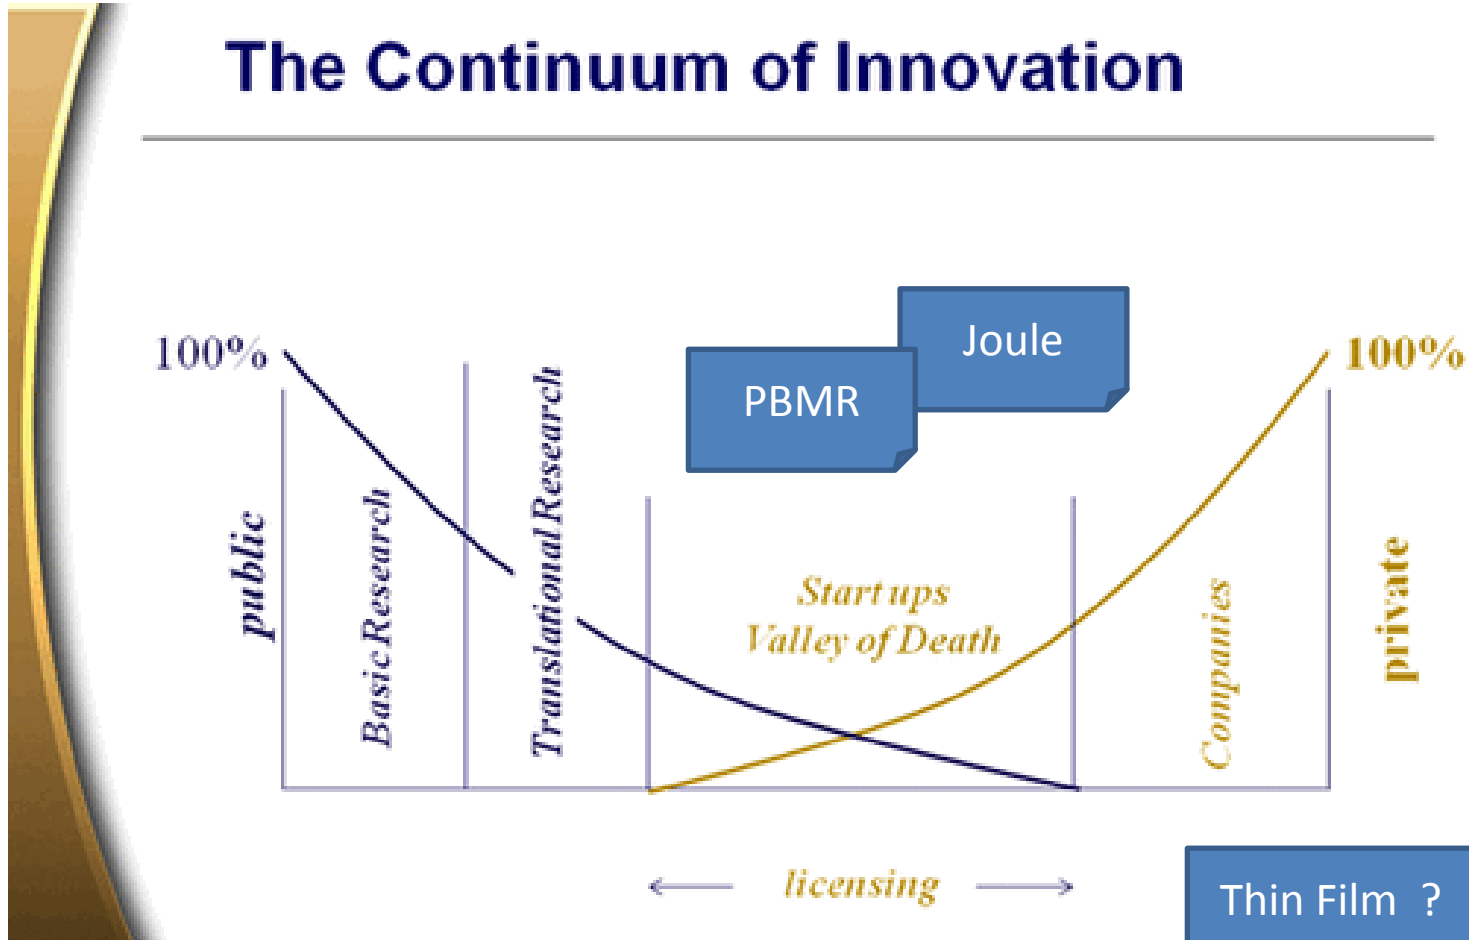 The Continuum of Innovation
Joule
PBMR
100%
100%
public
Basic Research
Translational Research
Start ups
Valley of Death
Companies
private
licensing
Thin Film ?